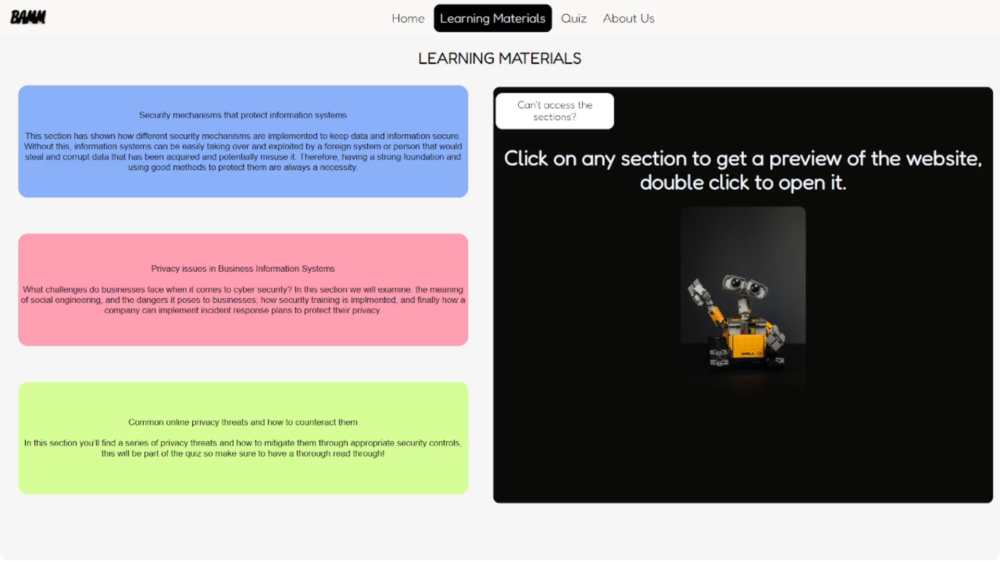 BAMM
Home Learning Materials Quiz About Us
LEARNING MATERIALS
Security mechanisms that protect information systems
This section has shown how different security mechanisms are implemented to keep data and information secure.
Without this, information systems can be easily taking over and exploited by a foreign system or person that would
steal and corrupt data that has been acquired and potentially misuse it. Therefore, having a strong foundation and
using good methods to protect them are always a necessity.
Privacy issues in Business Information Systems
What challenges do businesses face when it comes to cyber security? In this section we will examine: the meaning
of social engineering, and the dangers it poses to businesses; how security training is implmented, and finally how a
company can implement incident response plans to protect their privacy.
Common online privacy threats and how to counteract them
In this section you'll find a series of privacy threats and how to mitigate them through appropriate security controls,
this will be part of the quiz so make sure to have a thorough read through!
Can't access the
sections?
Click on any section to get a preview of the website,
double click to open it.
WALL